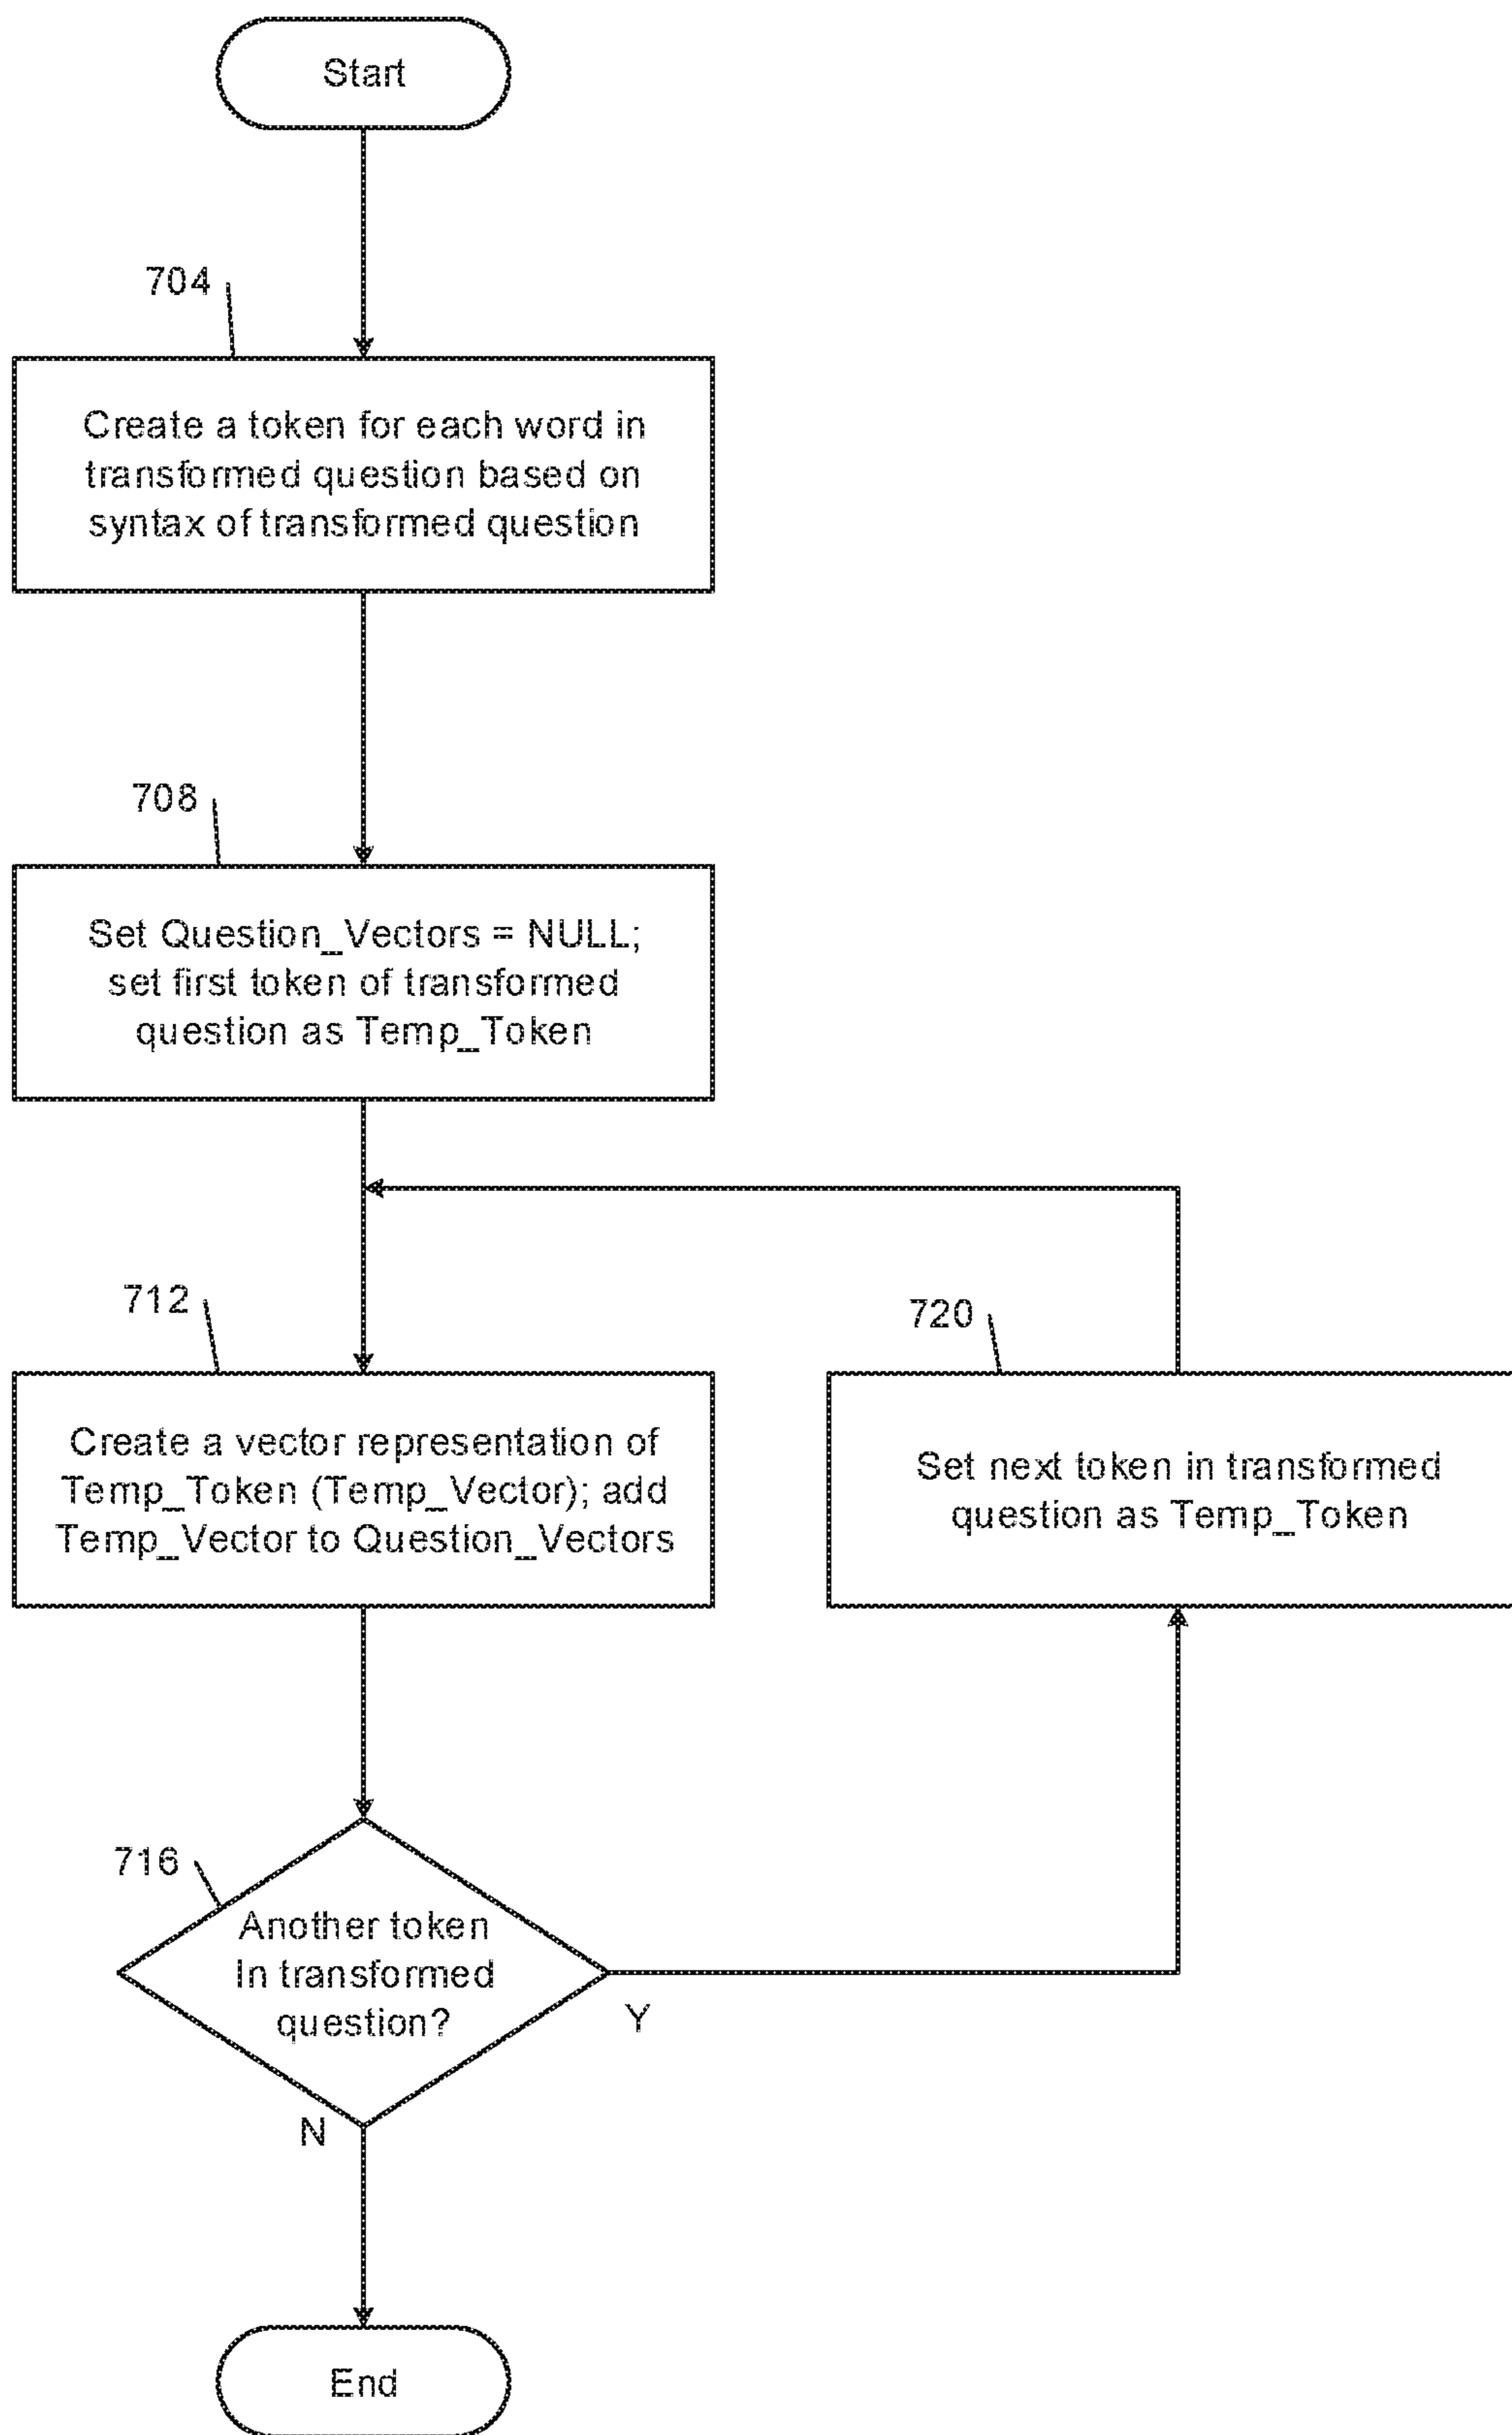 Start
704
Create a token for each word in
transformed question based on
syntax of transformed question
708
Set Question_Vectors = NULL;
set first token of transformed
question as Temp_Token
712
Create a vector representation of
Temp_Token (Temp_Vector); add
Temp_Vector to Question_Vectors
720
Set next token in transformed
question as Temp_Token
716
Another token
In transformed
question?
Y
N
End